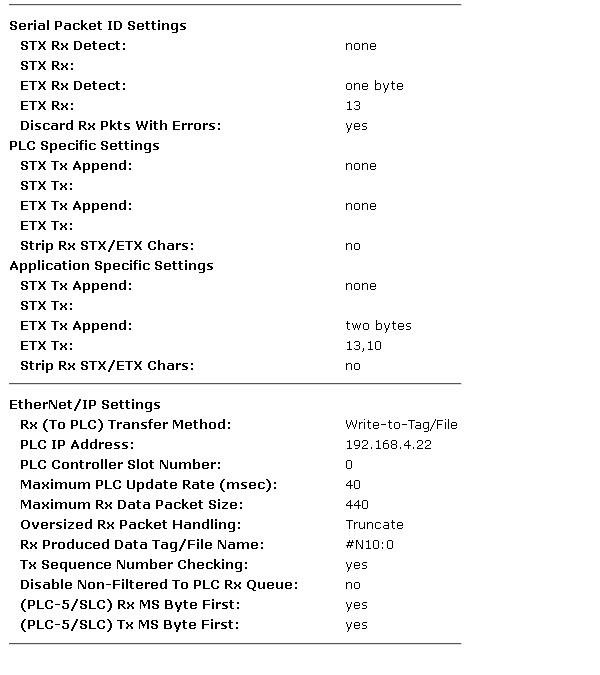 Serial Packet ID Settings
STX Rx Detect: none
STX Rx:
ETX Rx Detect: one byte
ETX Rx: 13
Discard Rx Pkts With Errors: yes
PLC Specific Settings
STX Tx Append: none
STX Tx:
ETX Tx Append: none
ETX Tx:
Strip Rx STX/ETX Chars: no
Application Specific Settings
STX Tx Append: none
STX Tx:
ETX Tx Append: two bytes
ETX Tx: 13,10
Strip Rx STX/ETX Chars: no
EtherNet/IP Settings
Rx (To PLC) Transfer Method: Write-to-Tag/File
PLC IP Address: 192.168.4.22
PLC Controller Slot Number: 0
Maximum PLC Update Rate (msec): 40
Maximum Rx Data Packet Size: 440
Oversized Rx Packet Handling: Truncate
Rx Produced Data Tag/File Name: #N10:0
Tx Sequence Number Checking: yes
Disable Non-Filtered To PLC Rx Queue: no
(PLC-5/SLC) Rx MS Byte First: yes
(PLC-5/SLC) Tx MS Byte First: yes